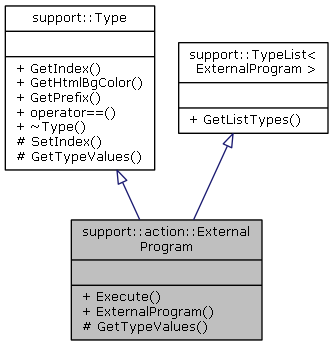 support::Type
+ GetIndex()
+ GetHtmlBgColor()
+ GetPrefix()
+ operator==()
+ ~Type()
# SetIndex()
# GetTypeValues()
support::TypeList<
ExternalProgram >
+ GetListTypes()
support::action::External
Program
+ Execute()
+ ExternalProgram()
# GetTypeValues()